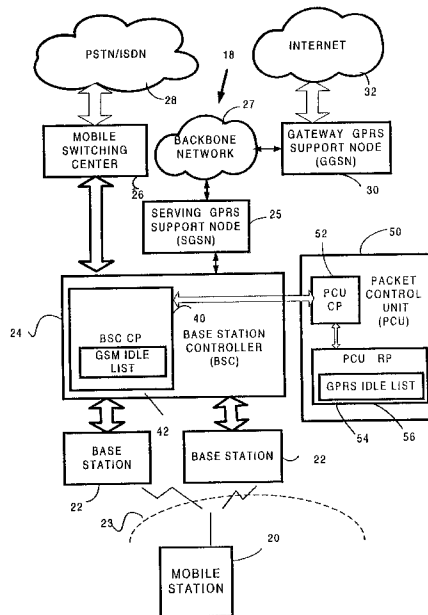 PSTN/ISDN
28
18
INTERNET
32
27
BACKBONE
NETWORK
MOBILE
SWITCHING
CENTER
26
GATEWAY GPRS
SUPPORT NODE
(GGSN)
30
SERVING GPRS
SUPPORT NODE
(SGSN)
25
50
52
PCU
CP
PACKET
CONTROL
UNIT
(PCU)
24
40
BSC CP
GSM IDLE
LIST
BASE STATION
CONTROLLER
(BSC)
42
PCU RP
GPRS IDLE LIST
54
56
BASE
STATION
22
BASE STATION
22
23
20
MOBILE
STATION